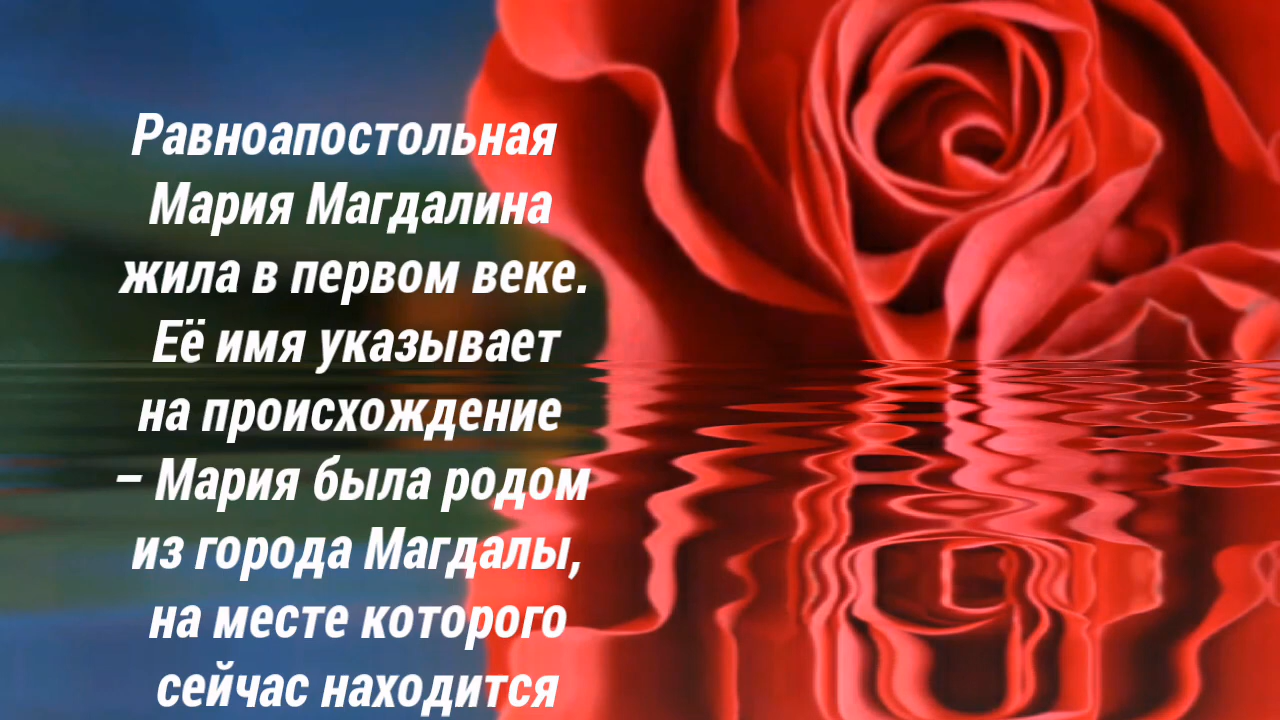 Равноапостольная
Мария Магдалина
жила в первом веке.
Её имя указывает
на происхождение
– Мария была родом
из города Магдалы,
на месте которого
сейчас находится